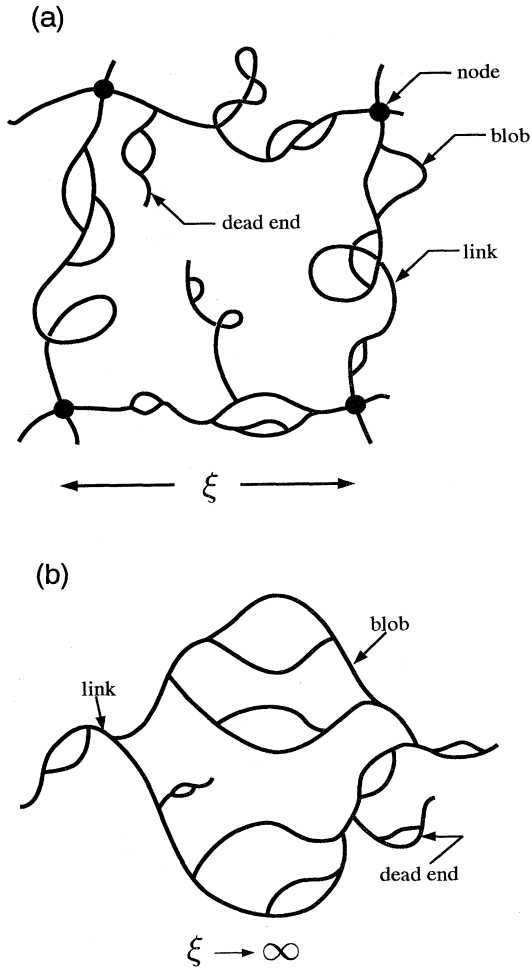 (a)
node
blob
dead end
link
ξ
(b)
blob
link
dead end
ξ → ∞